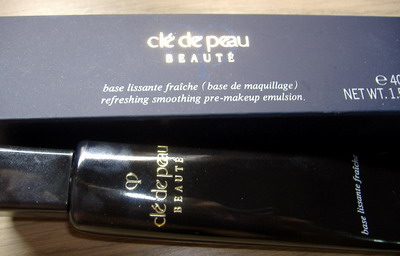 clé de peau
BEAUTÉ
base lissante fraîche (base de maquillage)
refreshing smoothing pre-makeup emulsion.
℮ 40
NET WT. 1.5
clé de peau
BEAUTÉ
base lissante fraîche